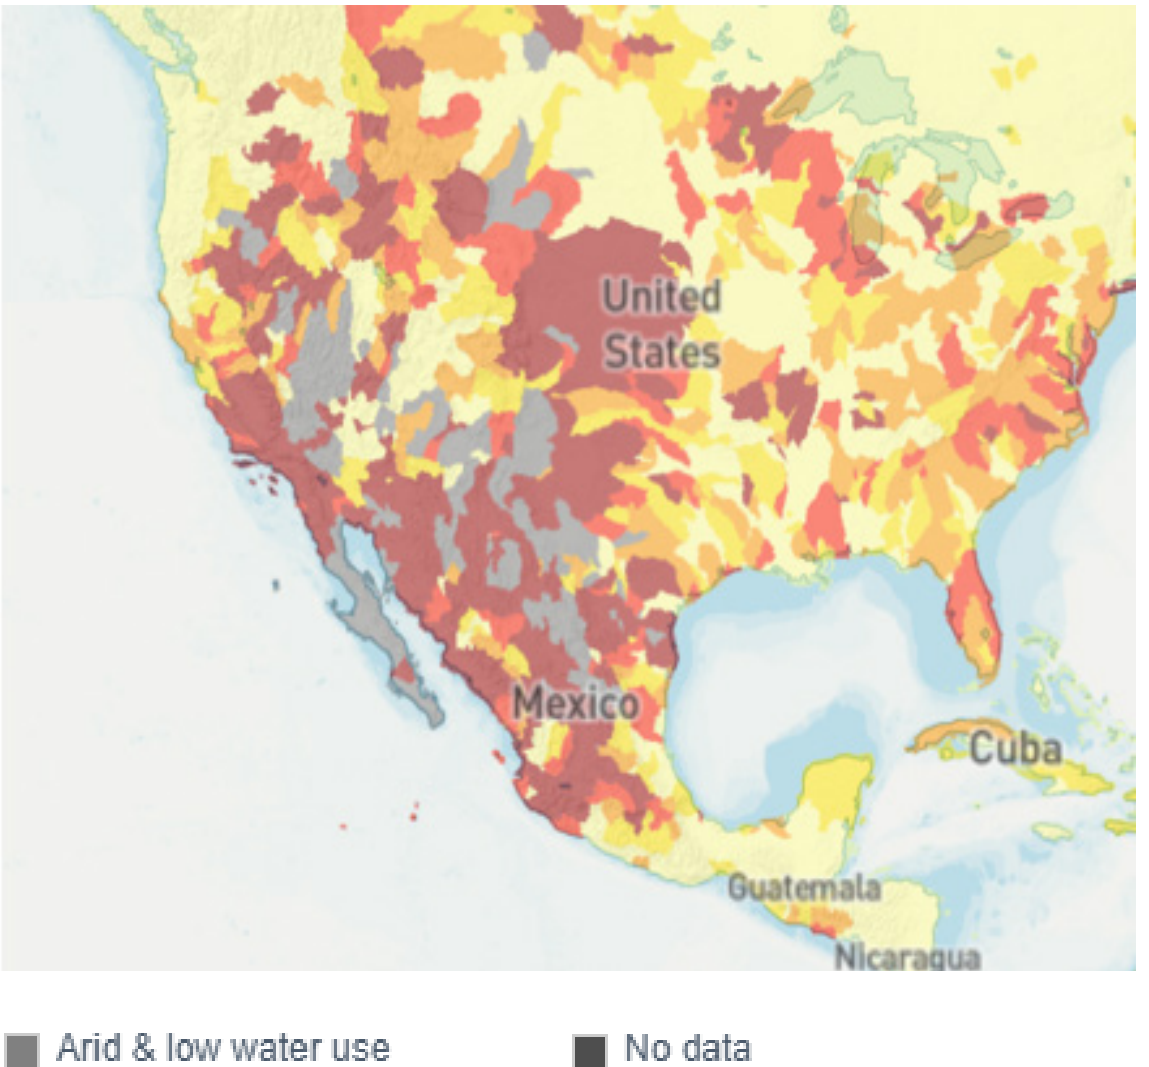 United
States
Mexico
Cuba
Guatemala
Nicaragua
Arid & low water use
No data